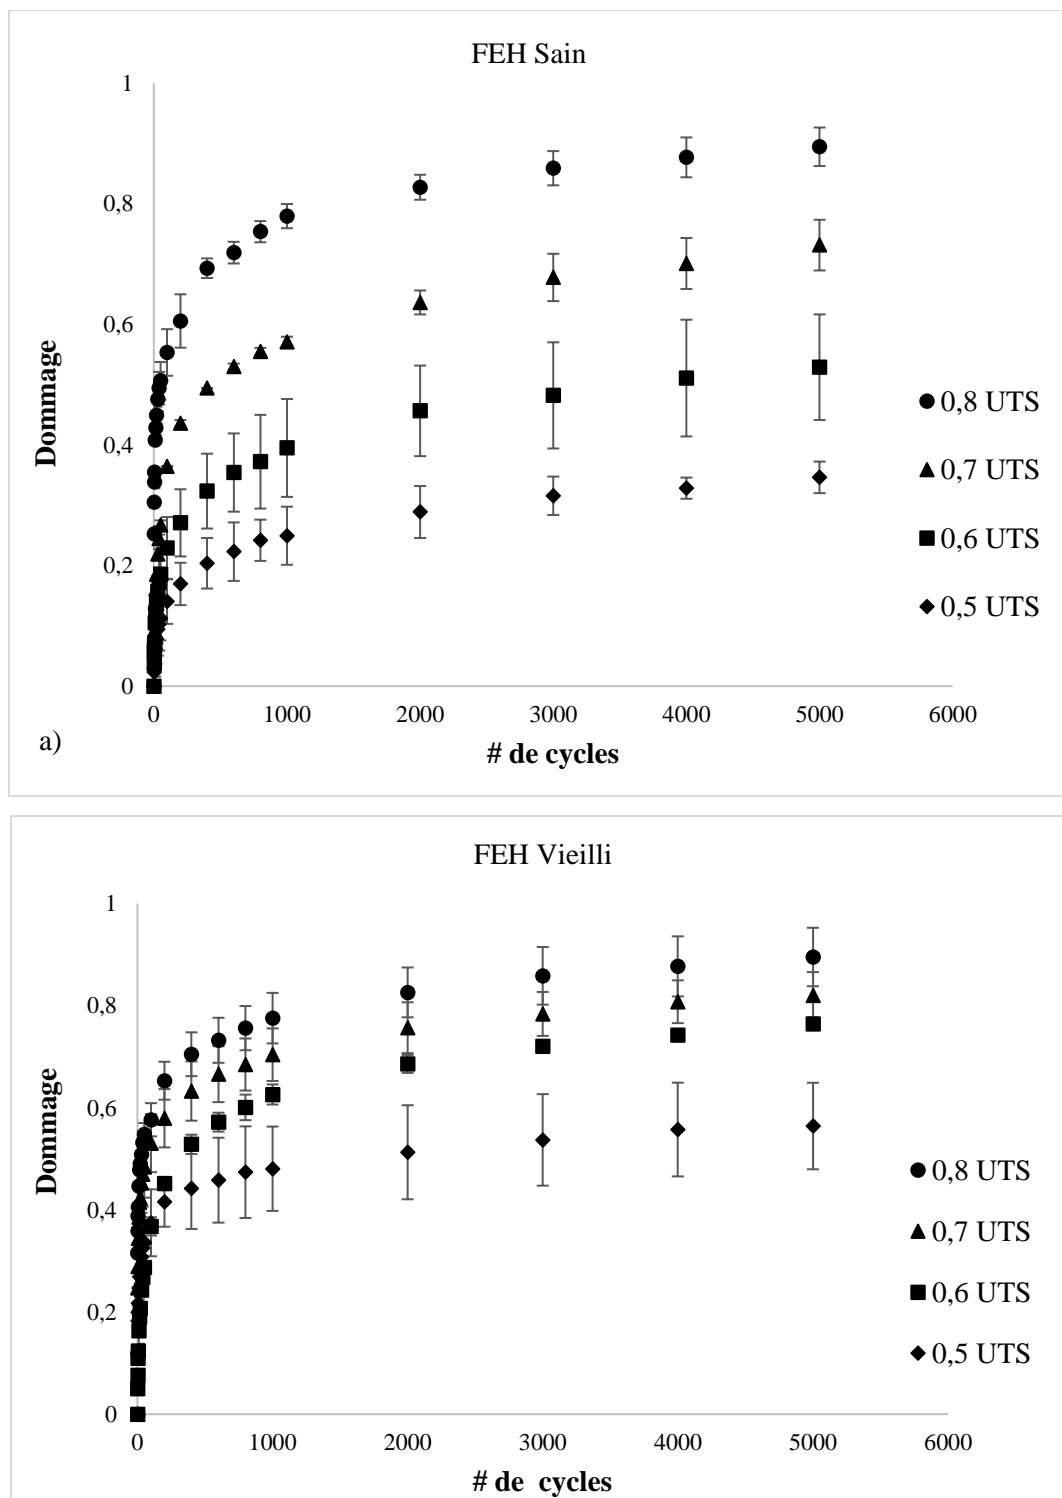 FEH Sain
1
0,8
0,6
0,4
0,2
0
Dommage
0,8 UTS
0,7 UTS
0,6 UTS
0,5 UTS
0 1000 2000 3000 4000 5000 6000
a)
# de cycles
FEH Vieilli
1
0,8
0,6
0,4
0,2
0
Dommage
0,8 UTS
0,7 UTS
0,6 UTS
0,5 UTS
0 1000 2000 3000 4000 5000 6000
# de cycles